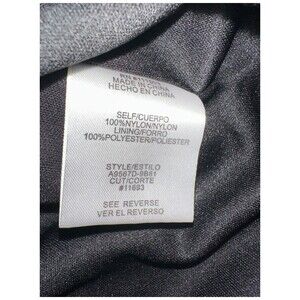 MADE IN CHINA
HECHO EN CHINA
SELF/CUERPO
100%NYLON/NYLON
LINING/FORRO
100%POLYESTER/POLIESTER
STYLE/ESTILO
A9567D-9B61
CUT/CORTE
#11693
SEE REVERSE
VER EL REVERSO